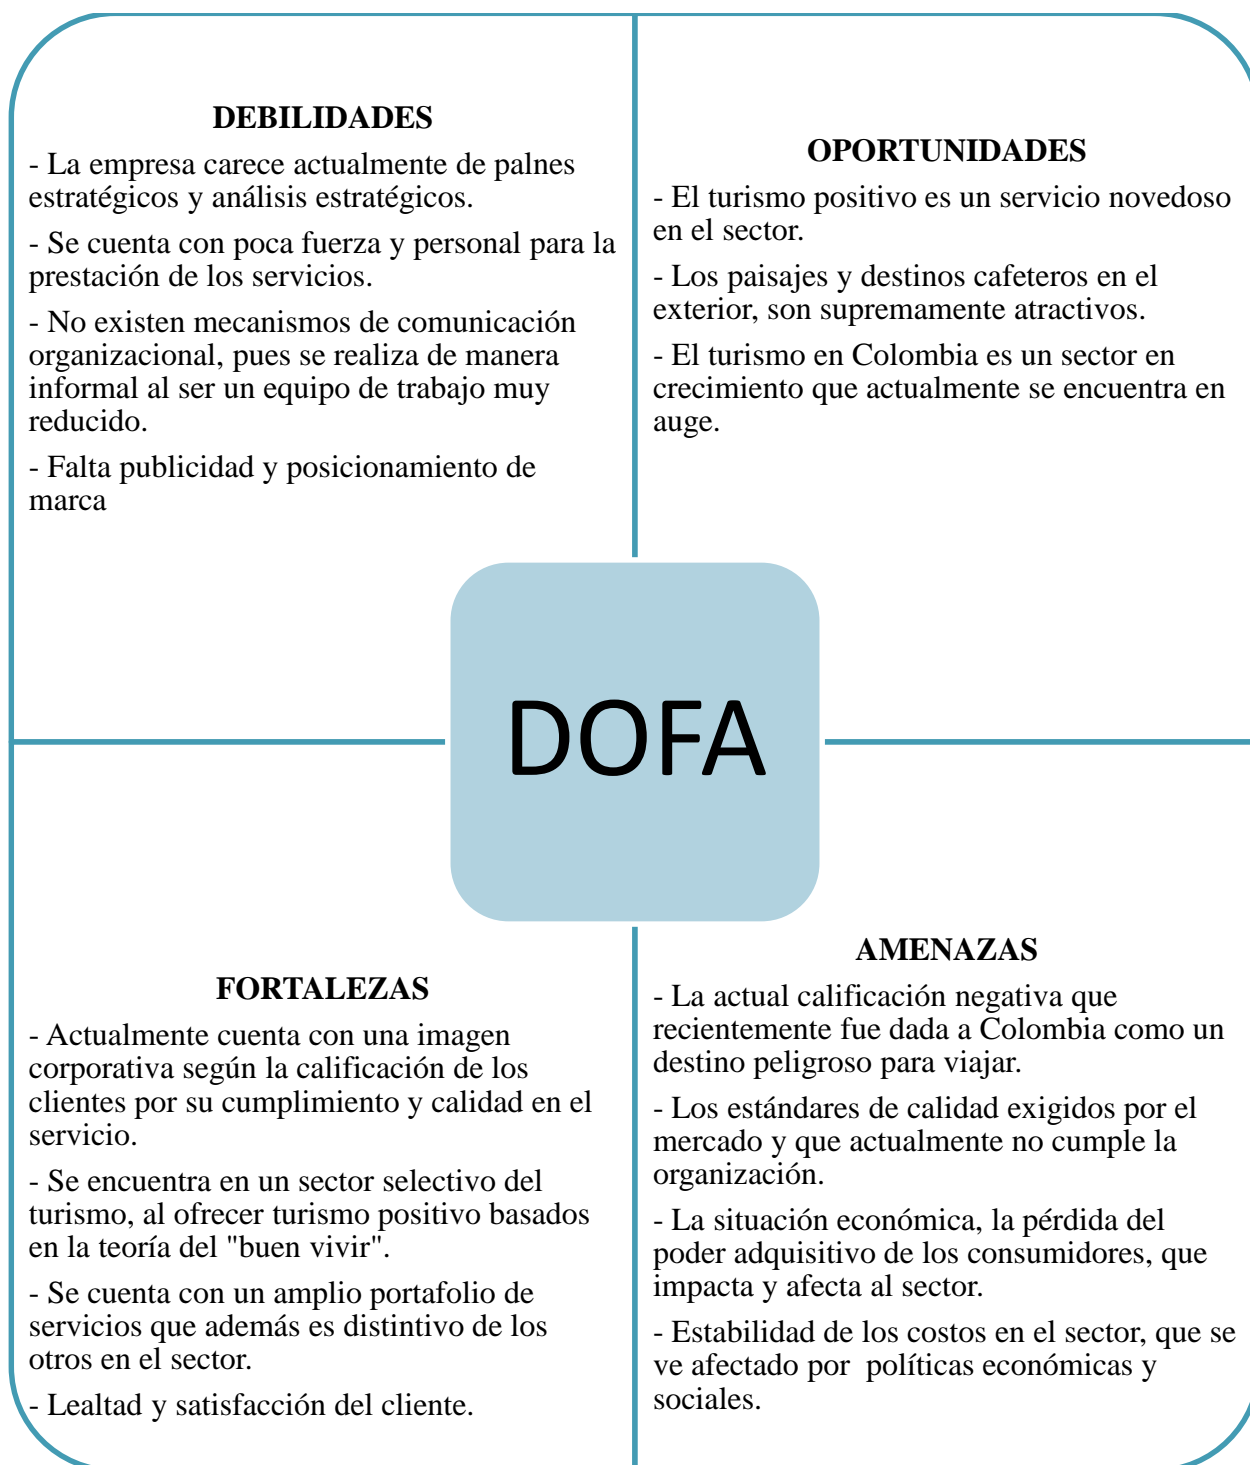 DEBILIDADES
- La empresa carece actualmente de palnes
estratégicos y análisis estratégicos.
- Se cuenta con poca fuerza y personal para la
prestación de los servicios.
- No existen mecanismos de comunicación
organizacional, pues se realiza de manera
informal al ser un equipo de trabajo muy
reducido.
- Falta publicidad y posicionamiento de
marca
OPORTUNIDADES
- El turismo positivo es un servicio novedoso
en el sector.
- Los paisajes y destinos cafeteros en el
exterior, son supremamente atractivos.
- El turismo en Colombia es un sector en
crecimiento que actualmente se encuentra en
auge.
DOFA
FORTALEZAS
- Actualmente cuenta con una imagen
corporativa según la calificación de los
clientes por su cumplimiento y calidad en el
servicio.
- Se encuentra en un sector selectivo del
turismo, al ofrecer turismo positivo basados
en la teoría del "buen vivir".
- Se cuenta con un amplio portafolio de
servicios que además es distintivo de los
otros en el sector.
- Lealtad y satisfacción del cliente.
AMENAZAS
- La actual calificación negativa que
recientemente fue dada a Colombia como un
destino peligroso para viajar.
- Los estándares de calidad exigidos por el
mercado y que actualmente no cumple la
organización.
- La situación económica, la pérdida del
poder adquisitivo de los consumidores, que
impacta y afecta al sector.
- Estabilidad de los costos en el sector, que se
ve afectado por  políticas económicas y
sociales.